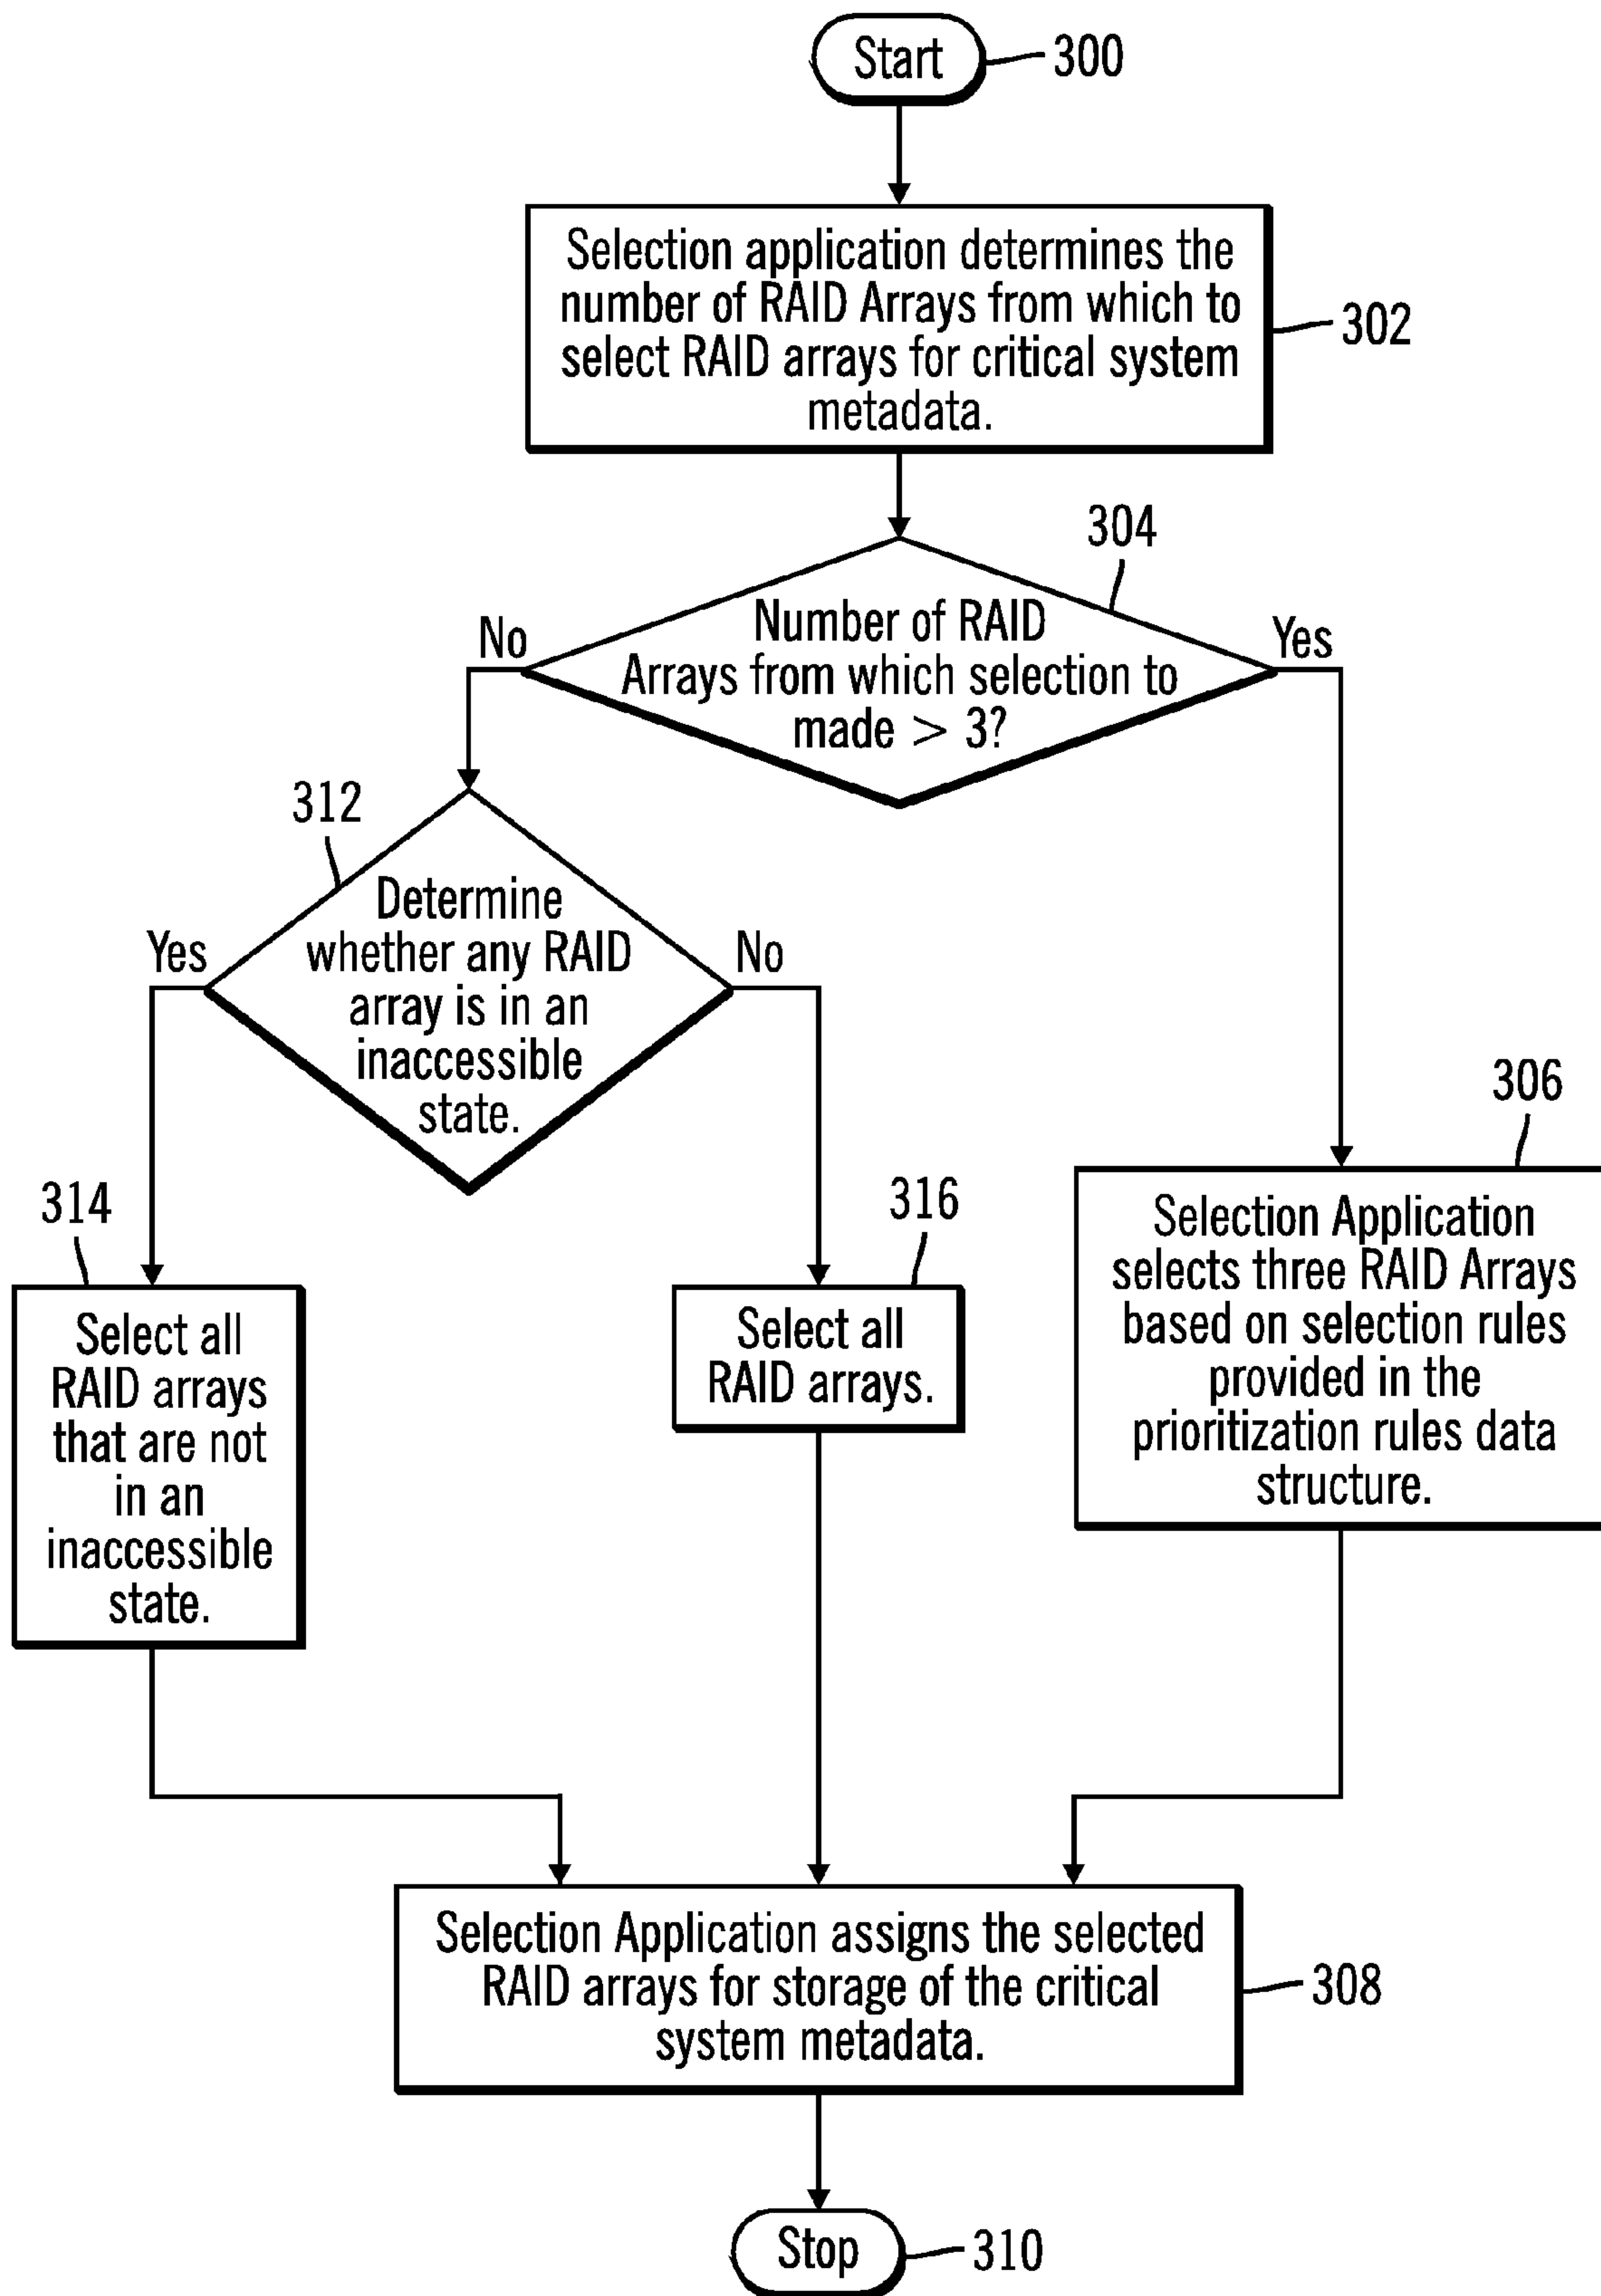 Start
300
Selection application determines the
number of RAID Arrays from which to
select RAID arrays for critical system
metadata.
302
304
Number of RAID
Arrays from which selection to
made > 3?
No
Yes
312
Determine
whether any RAID
array is in an
inaccessible
state.
Yes
No
306
Selection Application
selects three RAID Arrays
based on selection rules
provided in the
prioritization rules data
structure.
314
Select all
RAID arrays
that are not
in an
inaccessible
state.
316
Select all
RAID arrays.
Selection Application assigns the selected
RAID arrays for storage of the critical
system metadata.
308
Stop
310